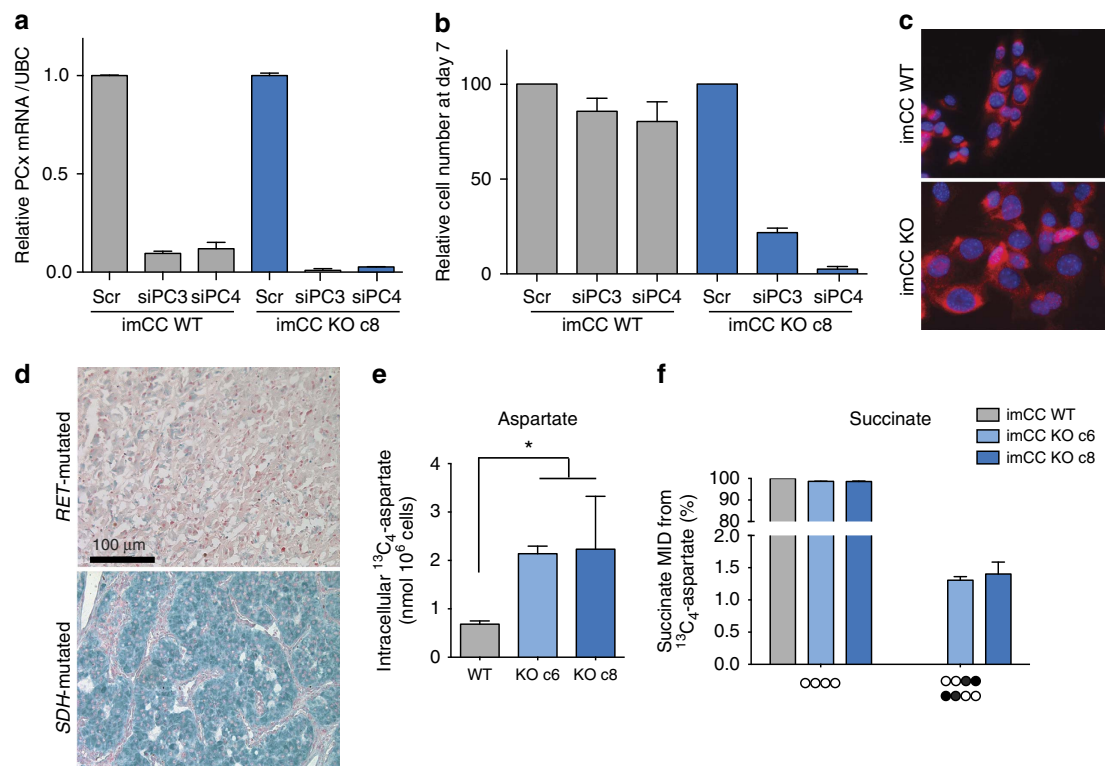 a
Relative PCx mRNA /UBC
1.0
0.5
0.0
Scr siPC3 siPC4 Scr siPC3 siPC4
imCC WT imCC KO c8
b
Relative cell number at day 7
100
50
0
Scr siPC3 siPC4 Scr siPC3 siPC4
imCC WT imCC KO c8
c
imCC WT
imCC KO
d
RET-mutated
100 μm
SDH-mutated
e
Aspartate
*
Intracellular ¹³C₄-aspartate
(nmol 10⁶ cells)
4
3
2
1
0
WT KO c6 KO c8
f
Succinate
imCC WT
imCC KO c6
imCC KO c8
Succinate MID from
¹³C₄-aspartate (%)
100
90
80
1.5
1.0
0.5
0.0